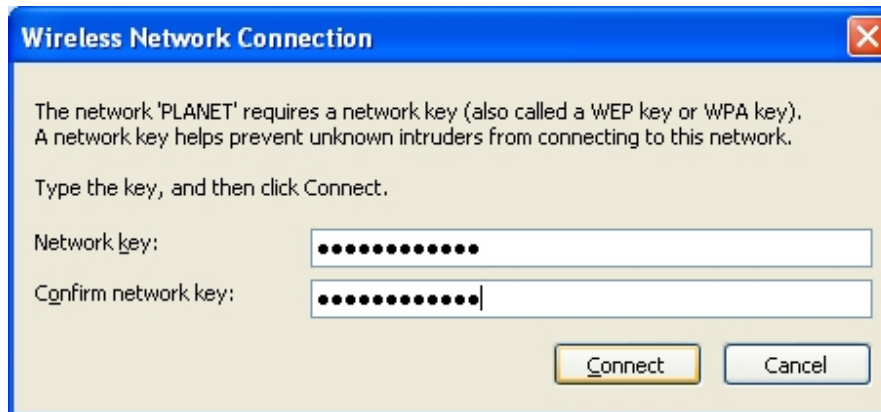 Wireless Network Connection
The network 'PLANET' requires a network key (also called a WEP key or WPA key).
A network key helps prevent unknown intruders from connecting to this network.
Type the key, and then click Connect.
Network key: ••••••••••••
Confirm network key: ••••••••••••
Connect Cancel